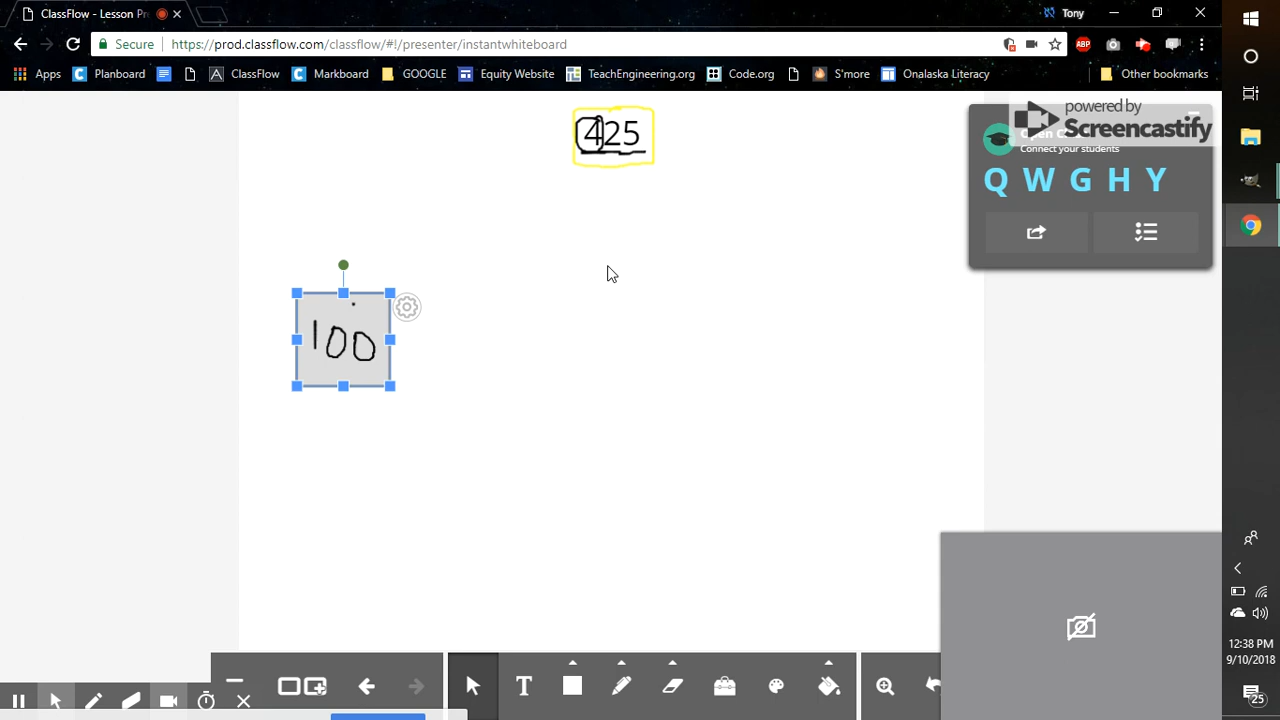 ClassFlow - Lesson Pr
Tony
Secure
https://prod.classflow.com/classflow/#!/presenter/instantwhiteboard
ABP
Apps
Planboard
ClassFlow
Markboard
GOOGLE
Equity Website
TeachEngineering.org
Code.org
S'more
Onalaska Literacy
Other bookmarks
425
powered by
Screencastify
Connect your students
Q W G H Y
100
T
12:38 PM
9/10/2018
25